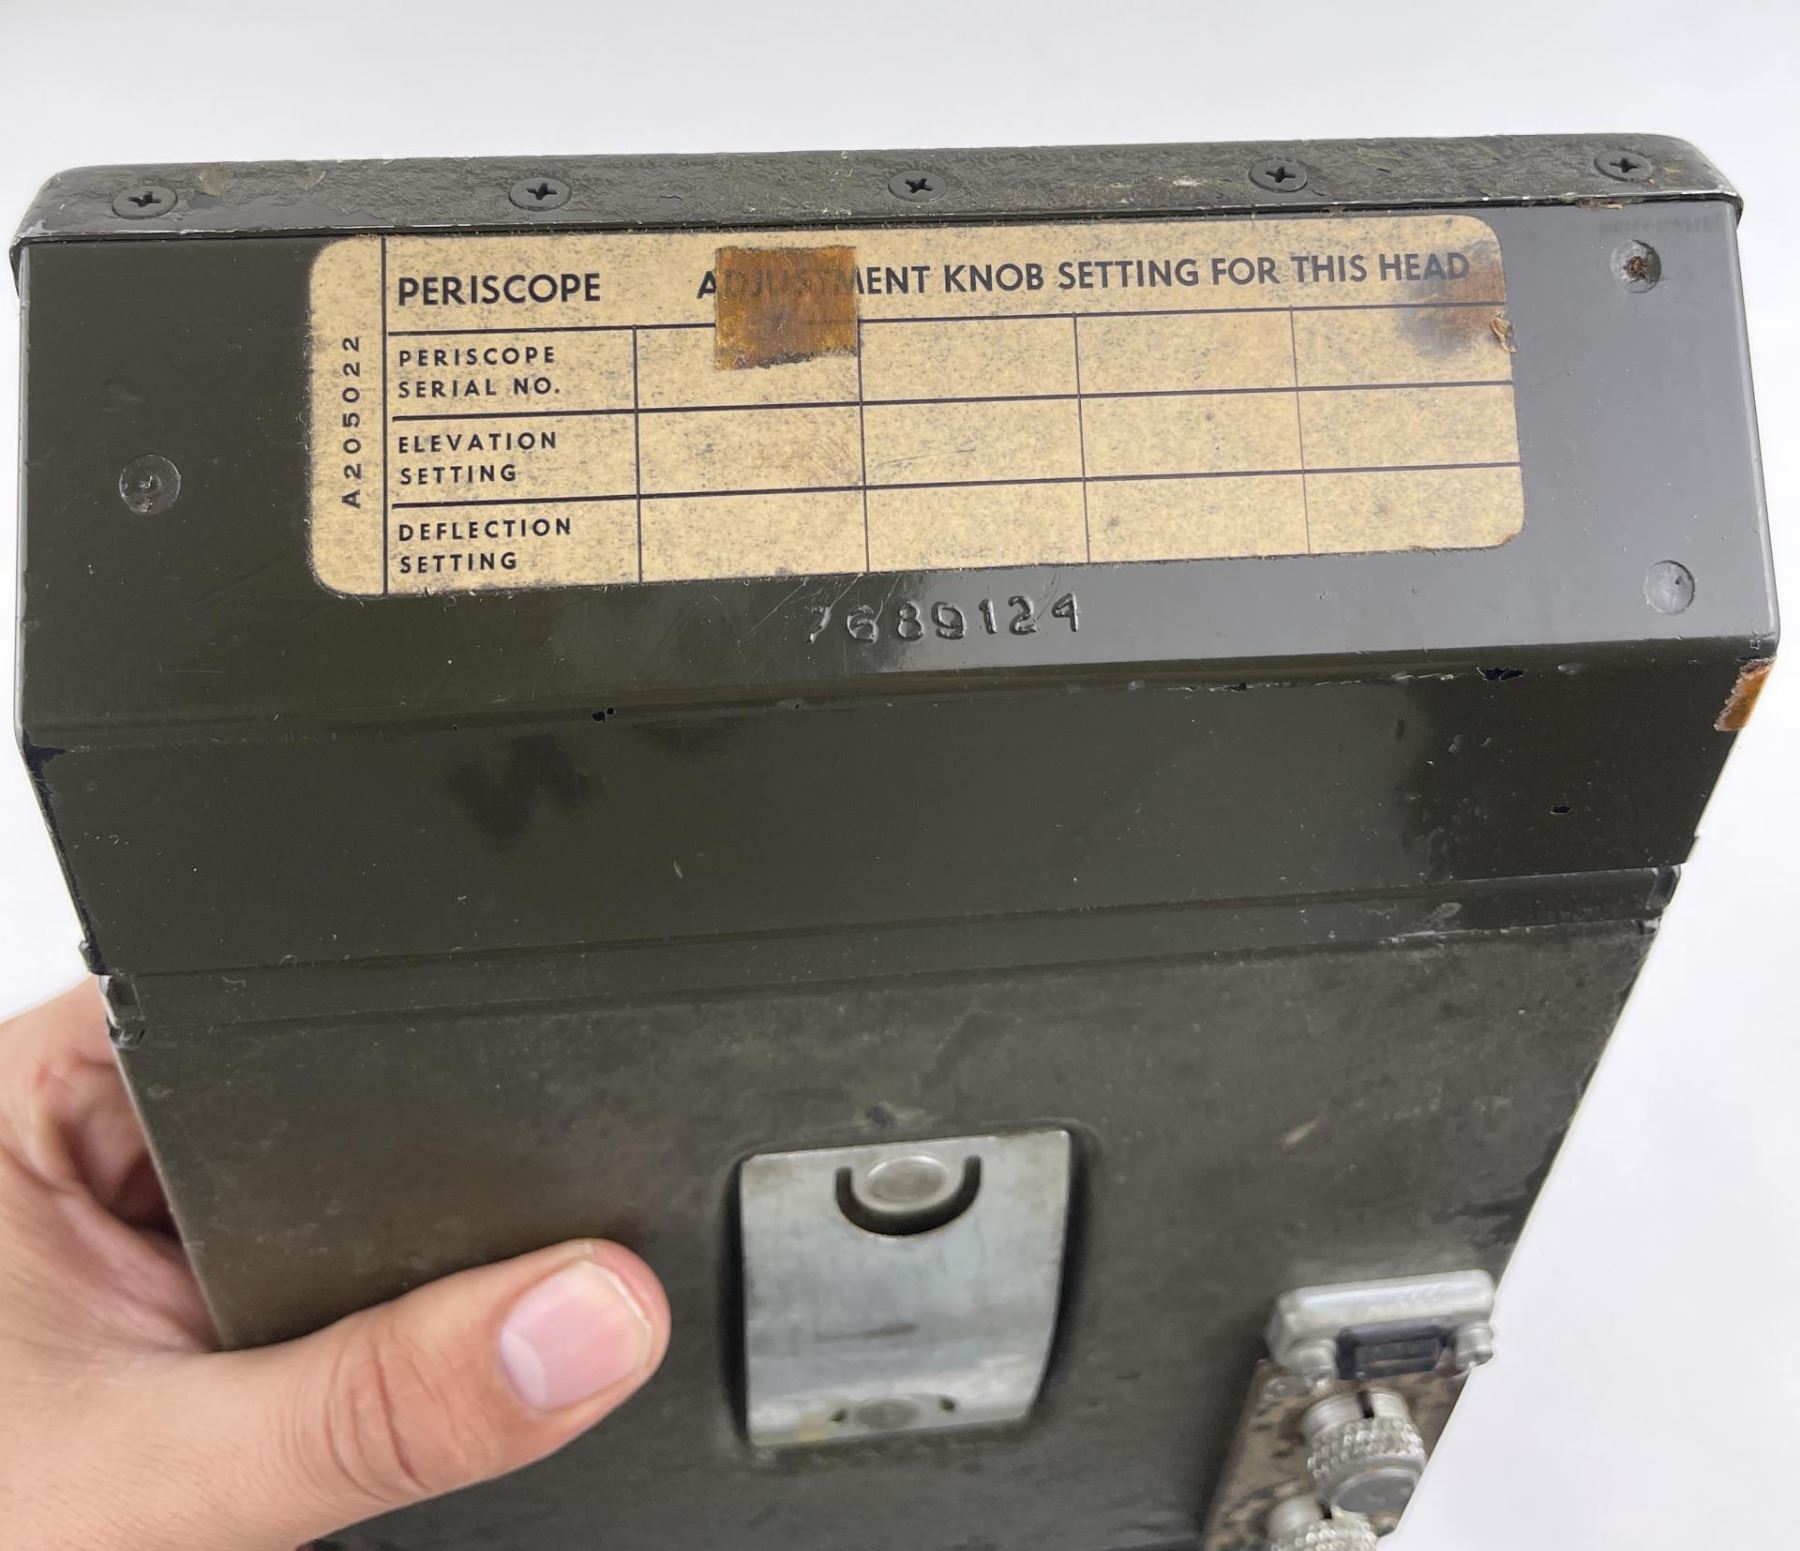 A205022
PERISCOPE ADJUSTMENT KNOB SETTING FOR THIS HEAD
PERISCOPE
SERIAL NO.
ELEVATION
SETTING
DEFLECTION
SETTING
7689124